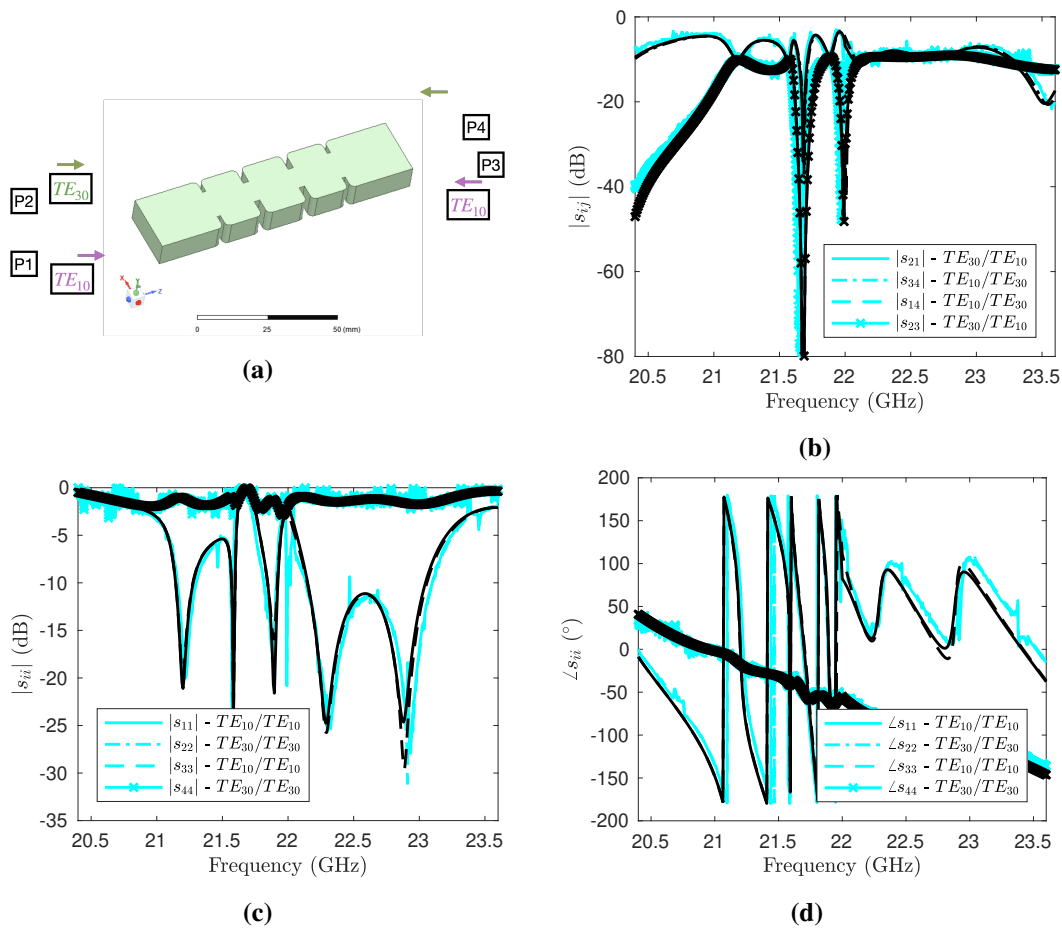 P4
P3
TE10
TE30
P2
P1
TE10
X
Y
Z
0
25
50 (mm)
(a)
0
-20
-40
-60
-80
|s_ij| (dB)
|s21| - TE30/TE10
|s34| - TE10/TE30
|s14| - TE10/TE30
|s23| - TE30/TE10
20.5 21 21.5 22 22.5 23 23.5
Frequency (GHz)
(b)
0
-5
-10
-15
-20
-25
-30
-35
|s_ii| (dB)
|s11| - TE10/TE10
|s22| - TE30/TE30
|s33| - TE10/TE10
|s44| - TE30/TE30
20.5 21 21.5 22 22.5 23 23.5
Frequency (GHz)
(c)
200
150
100
50
0
-50
-100
-150
-200
∠s_ii (°)
∠s11 - TE10/TE10
∠s22 - TE30/TE30
∠s33 - TE10/TE10
∠s44 - TE30/TE30
20.5 21 21.5 22 22.5 23 23.5
Frequency (GHz)
(d)